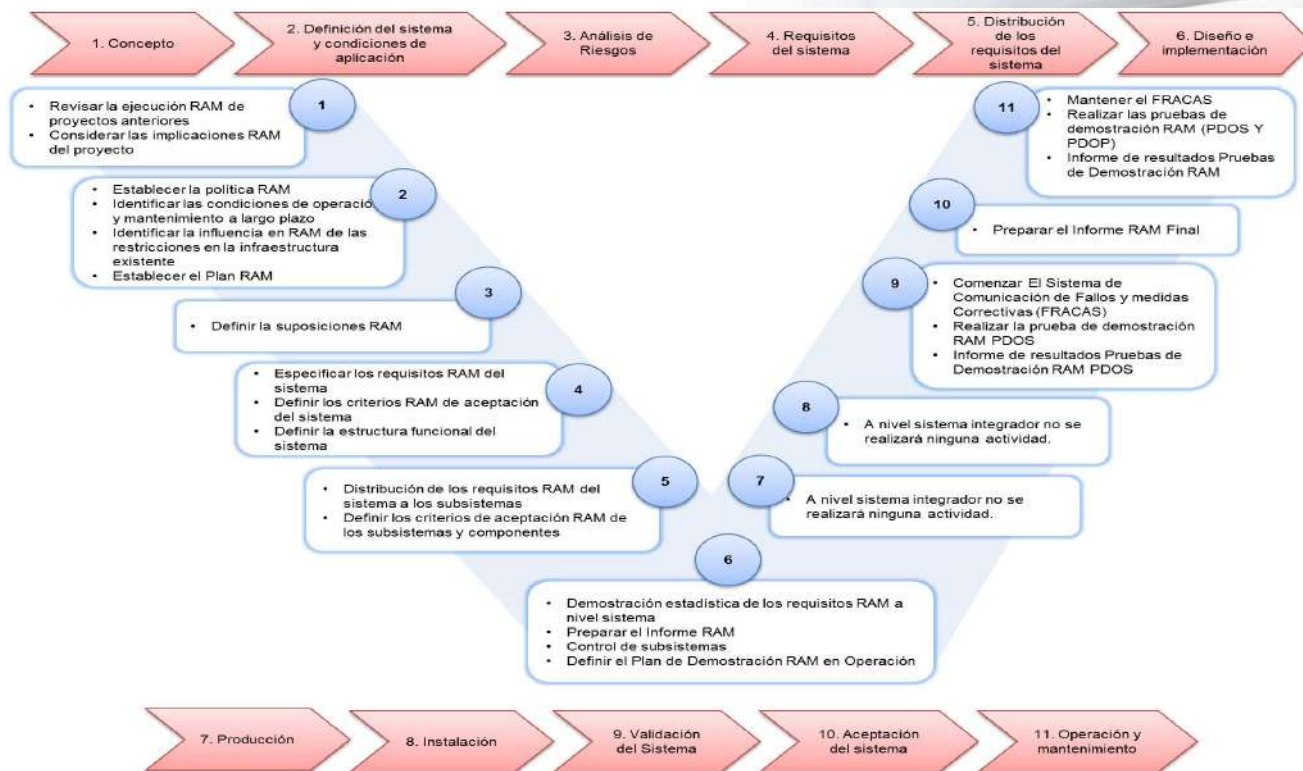 1. Concepto
2. Definición del sistema
y condiciones de
aplicación
3. Análisis de
Riesgos
4. Requisitos
del sistema
5. Distribución
de los
requisitos del
sistema
6. Diseño e
implementación
1
• Revisar la ejecución RAM de
proyectos anteriores
• Considerar las implicaciones RAM
del proyecto
2
• Establecer la política RAM
• Identificar las condiciones de operació
y mantenimiento a largo plazo
• Identificar la influencia en RAM de las
restricciones en la infraestructura
existente
• Establecer el Plan RAM
3
• Definir la suposiciones RAM
4
• Especificar los requisitos RAM del
sistema
• Definir los criterios RAM de aceptación
del sistema
• Definir la estructura funcional del
sistema
5
• Distribución de los requisitos RAM del
sistema a los subsistemas
• Definir los criterios de aceptación RAM de
los subsistemas y componentes
6
• Demostración estadística de los requisitos RAM a
nivel sistema
• Preparar el Informe RAM
• Control de subsistemas
• Definir el Plan de Demostración RAM en Operación
7
• A nivel sistema integrador no se
realizará ninguna actividad.
8
• A nivel sistema integrador no se
realizará ninguna actividad.
9
• Comenzar El Sistema de
Comunicación de Fallos y medidas
Correctivas (FRACAS)
• Realizar la prueba de demostración
RAM PDOS
• Informe de resultados Pruebas de
Demostración RAM PDOS
10
• Preparar el Informe RAM Final
11
• Mantener el FRACAS
• Realizar las pruebas de
demostración RAM (PDOS Y
PDOP)
• Informe de resultados Pruebas
de Demostración RAM
7. Producción
8. Instalación
9. Validación
del Sistema
10. Aceptación
del sistema
11. Operación y
mantenimiento